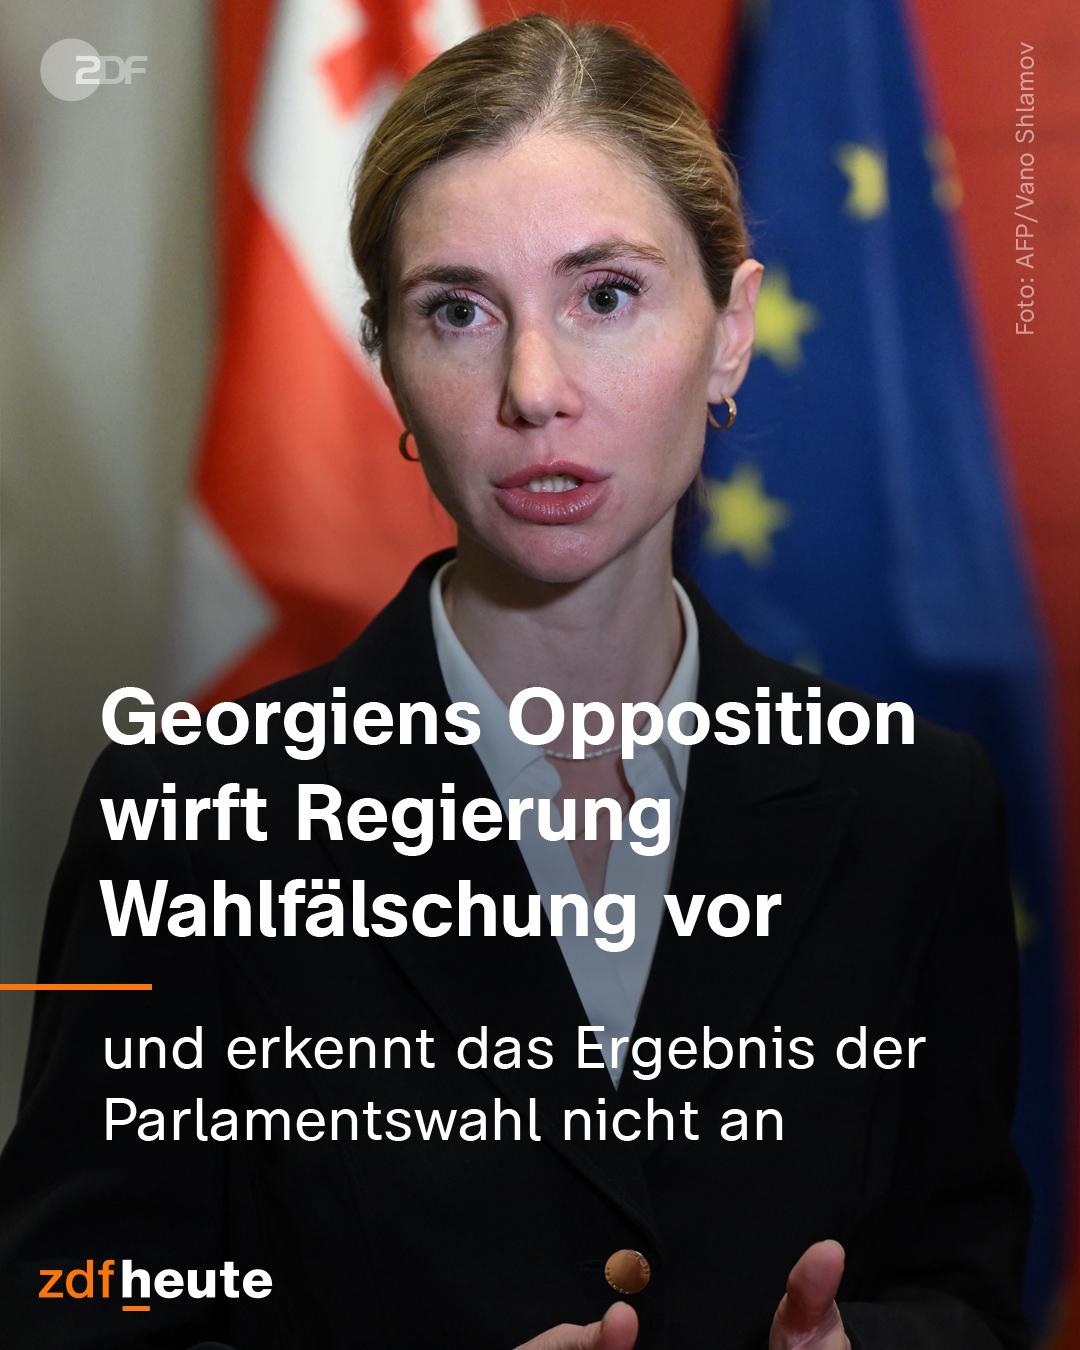 ZDF
Foto: AFP/Vano Shlamov
Georgiens Opposition
wirft Regierung
Wahlfälschung vor
und erkennt das Ergebnis der
Parlamentswahl nicht an
zdfheute